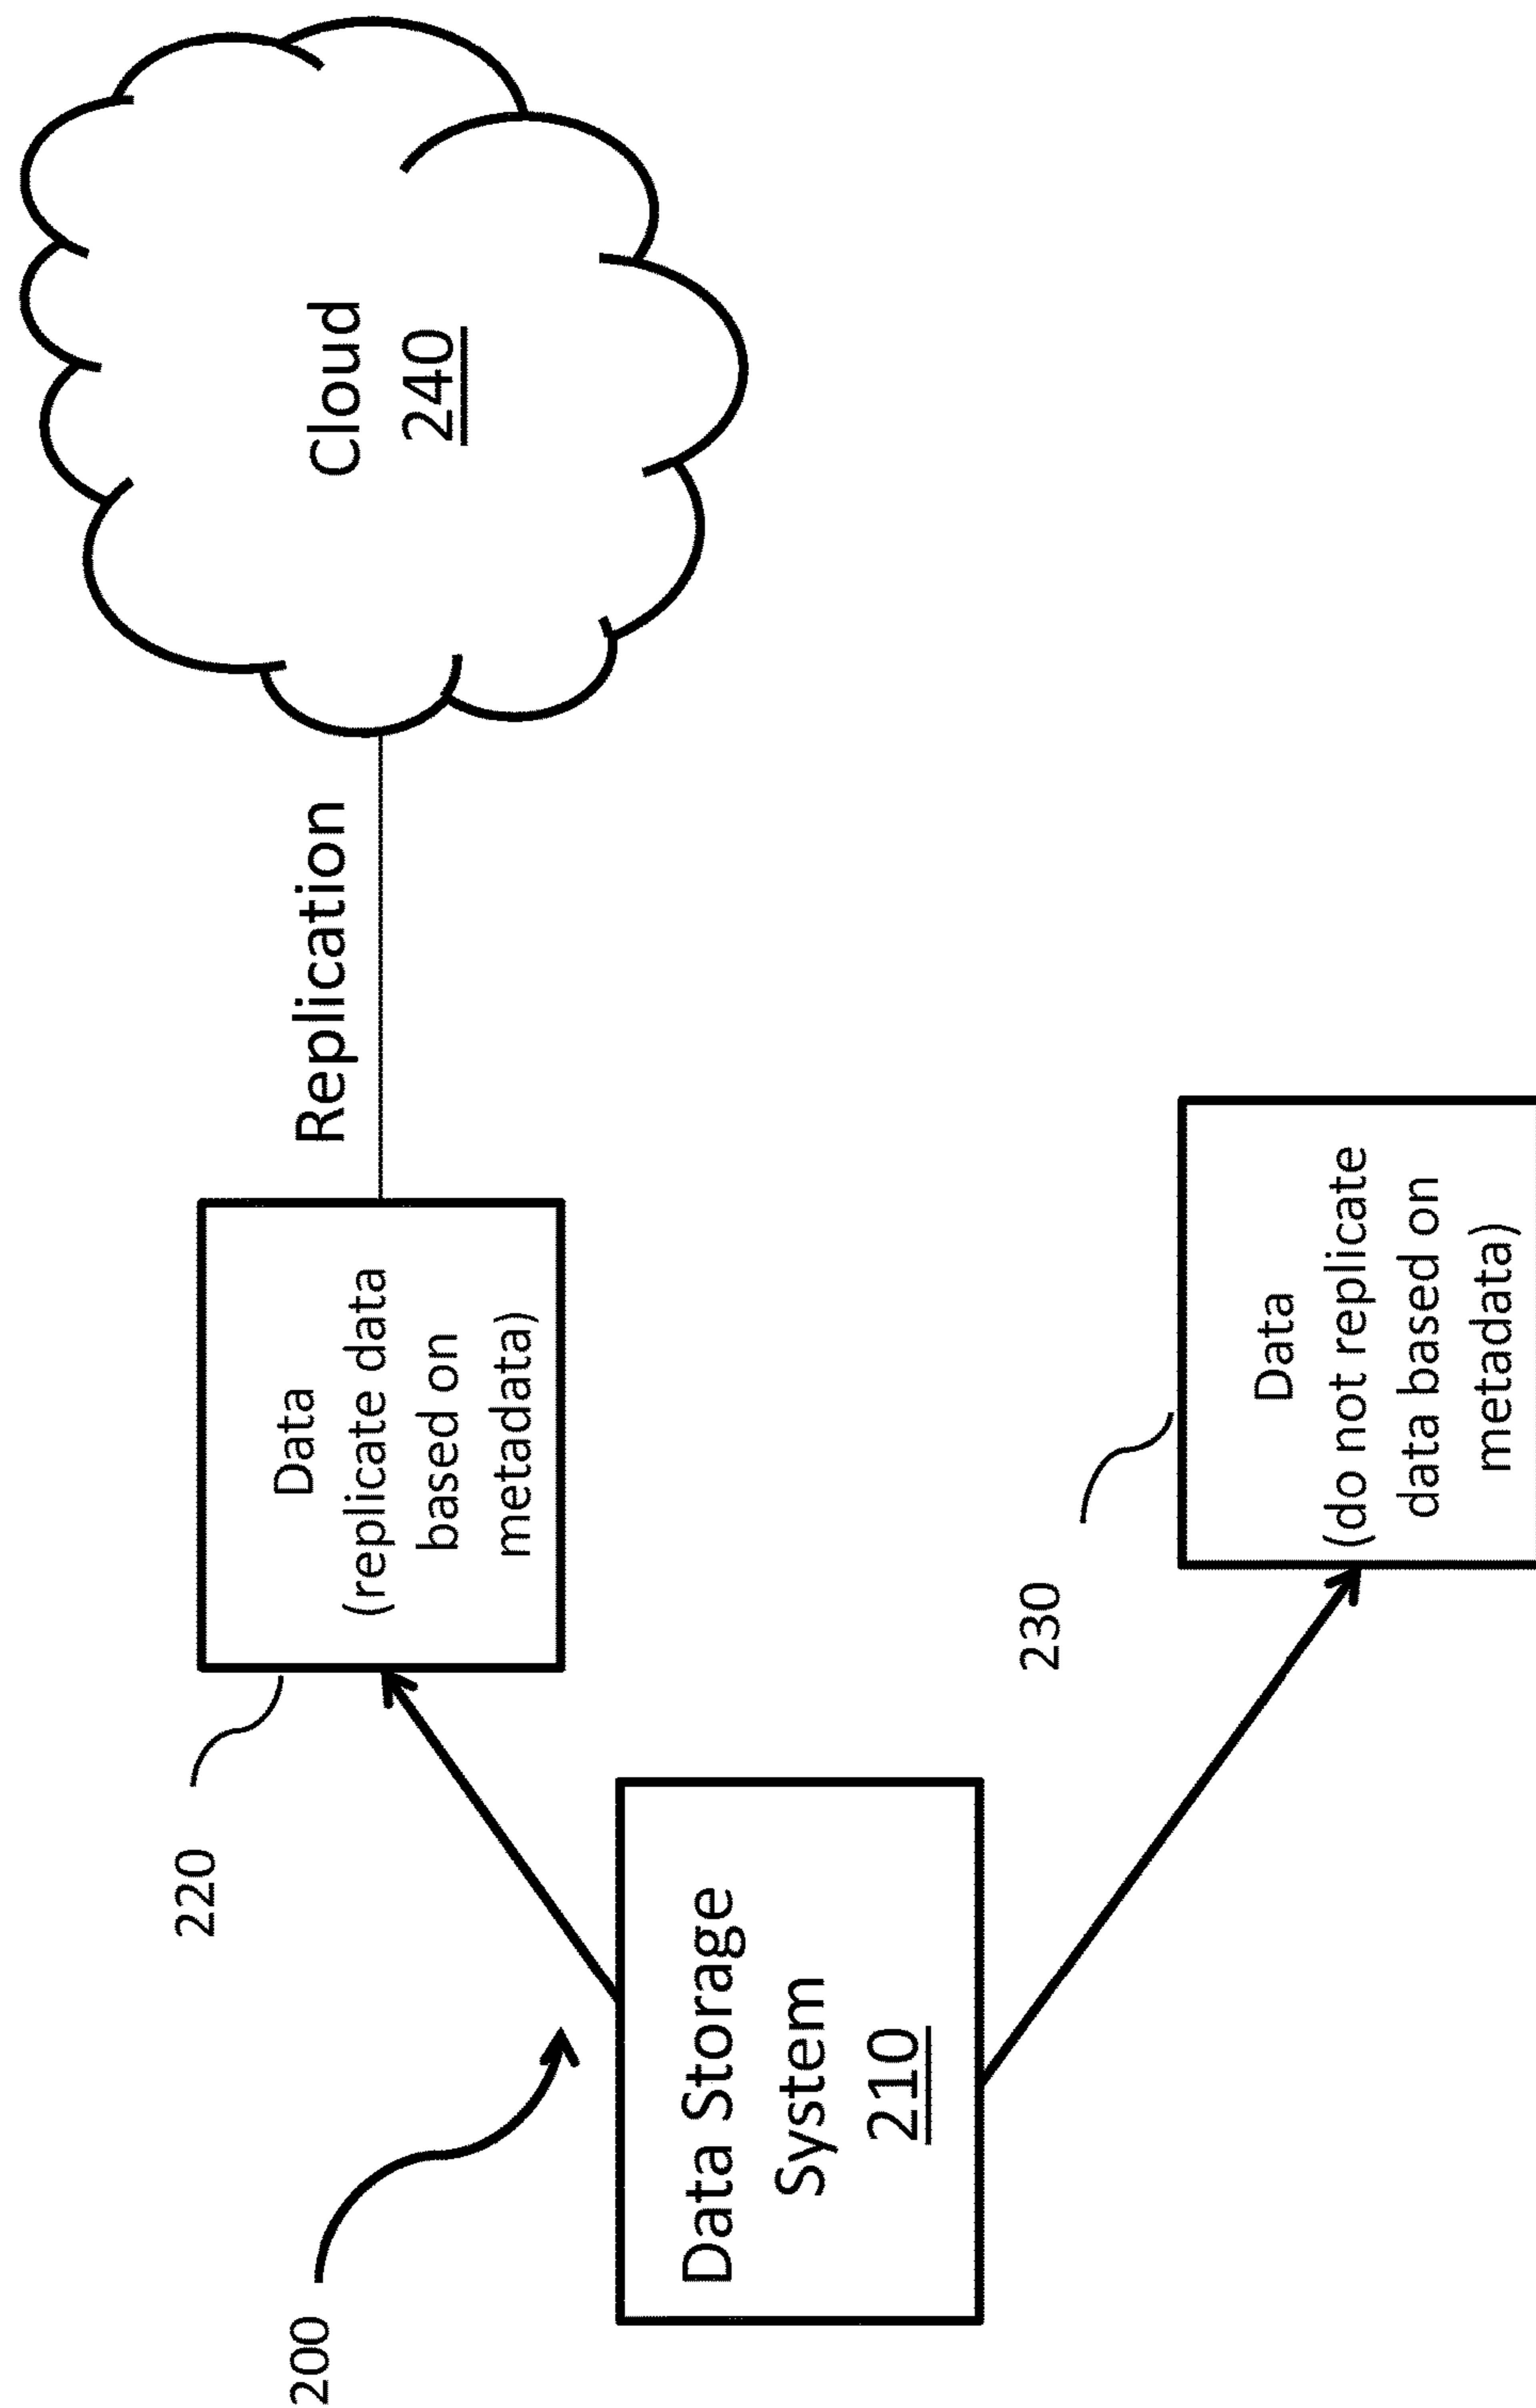 200
Data Storage
System
210
220
Data
(replicate data
based on
metadata)
Replication
Cloud
240
230
Data
(do not replicate
data based on
metadata)